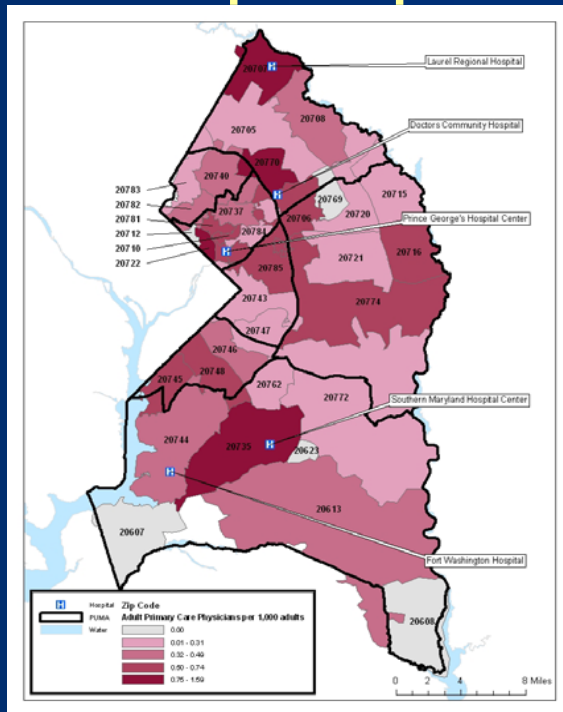 Laurel Regional Hospital
20707
20708
20705
Doctors Community Hospital
20770
20740
20783
20782
20781
20712
20710
20722
20737
20784
20706
20769
20720
20715
Prince George's Hospital Center
20785
20721
20716
20743
20774
20747
20746
20748
20745
20762
20772
Southern Maryland Hospital Center
20744
20735
20623
20613
20607
Fort Washington Hospital
20608
H Hospital
PUMA
Water
Zip Code
Adult Primary Care Physicians per 1,000 adults
0.00
0.01 - 0.31
0.32 - 0.49
0.50 - 0.74
0.75 - 1.59
0 2 4 8 Miles